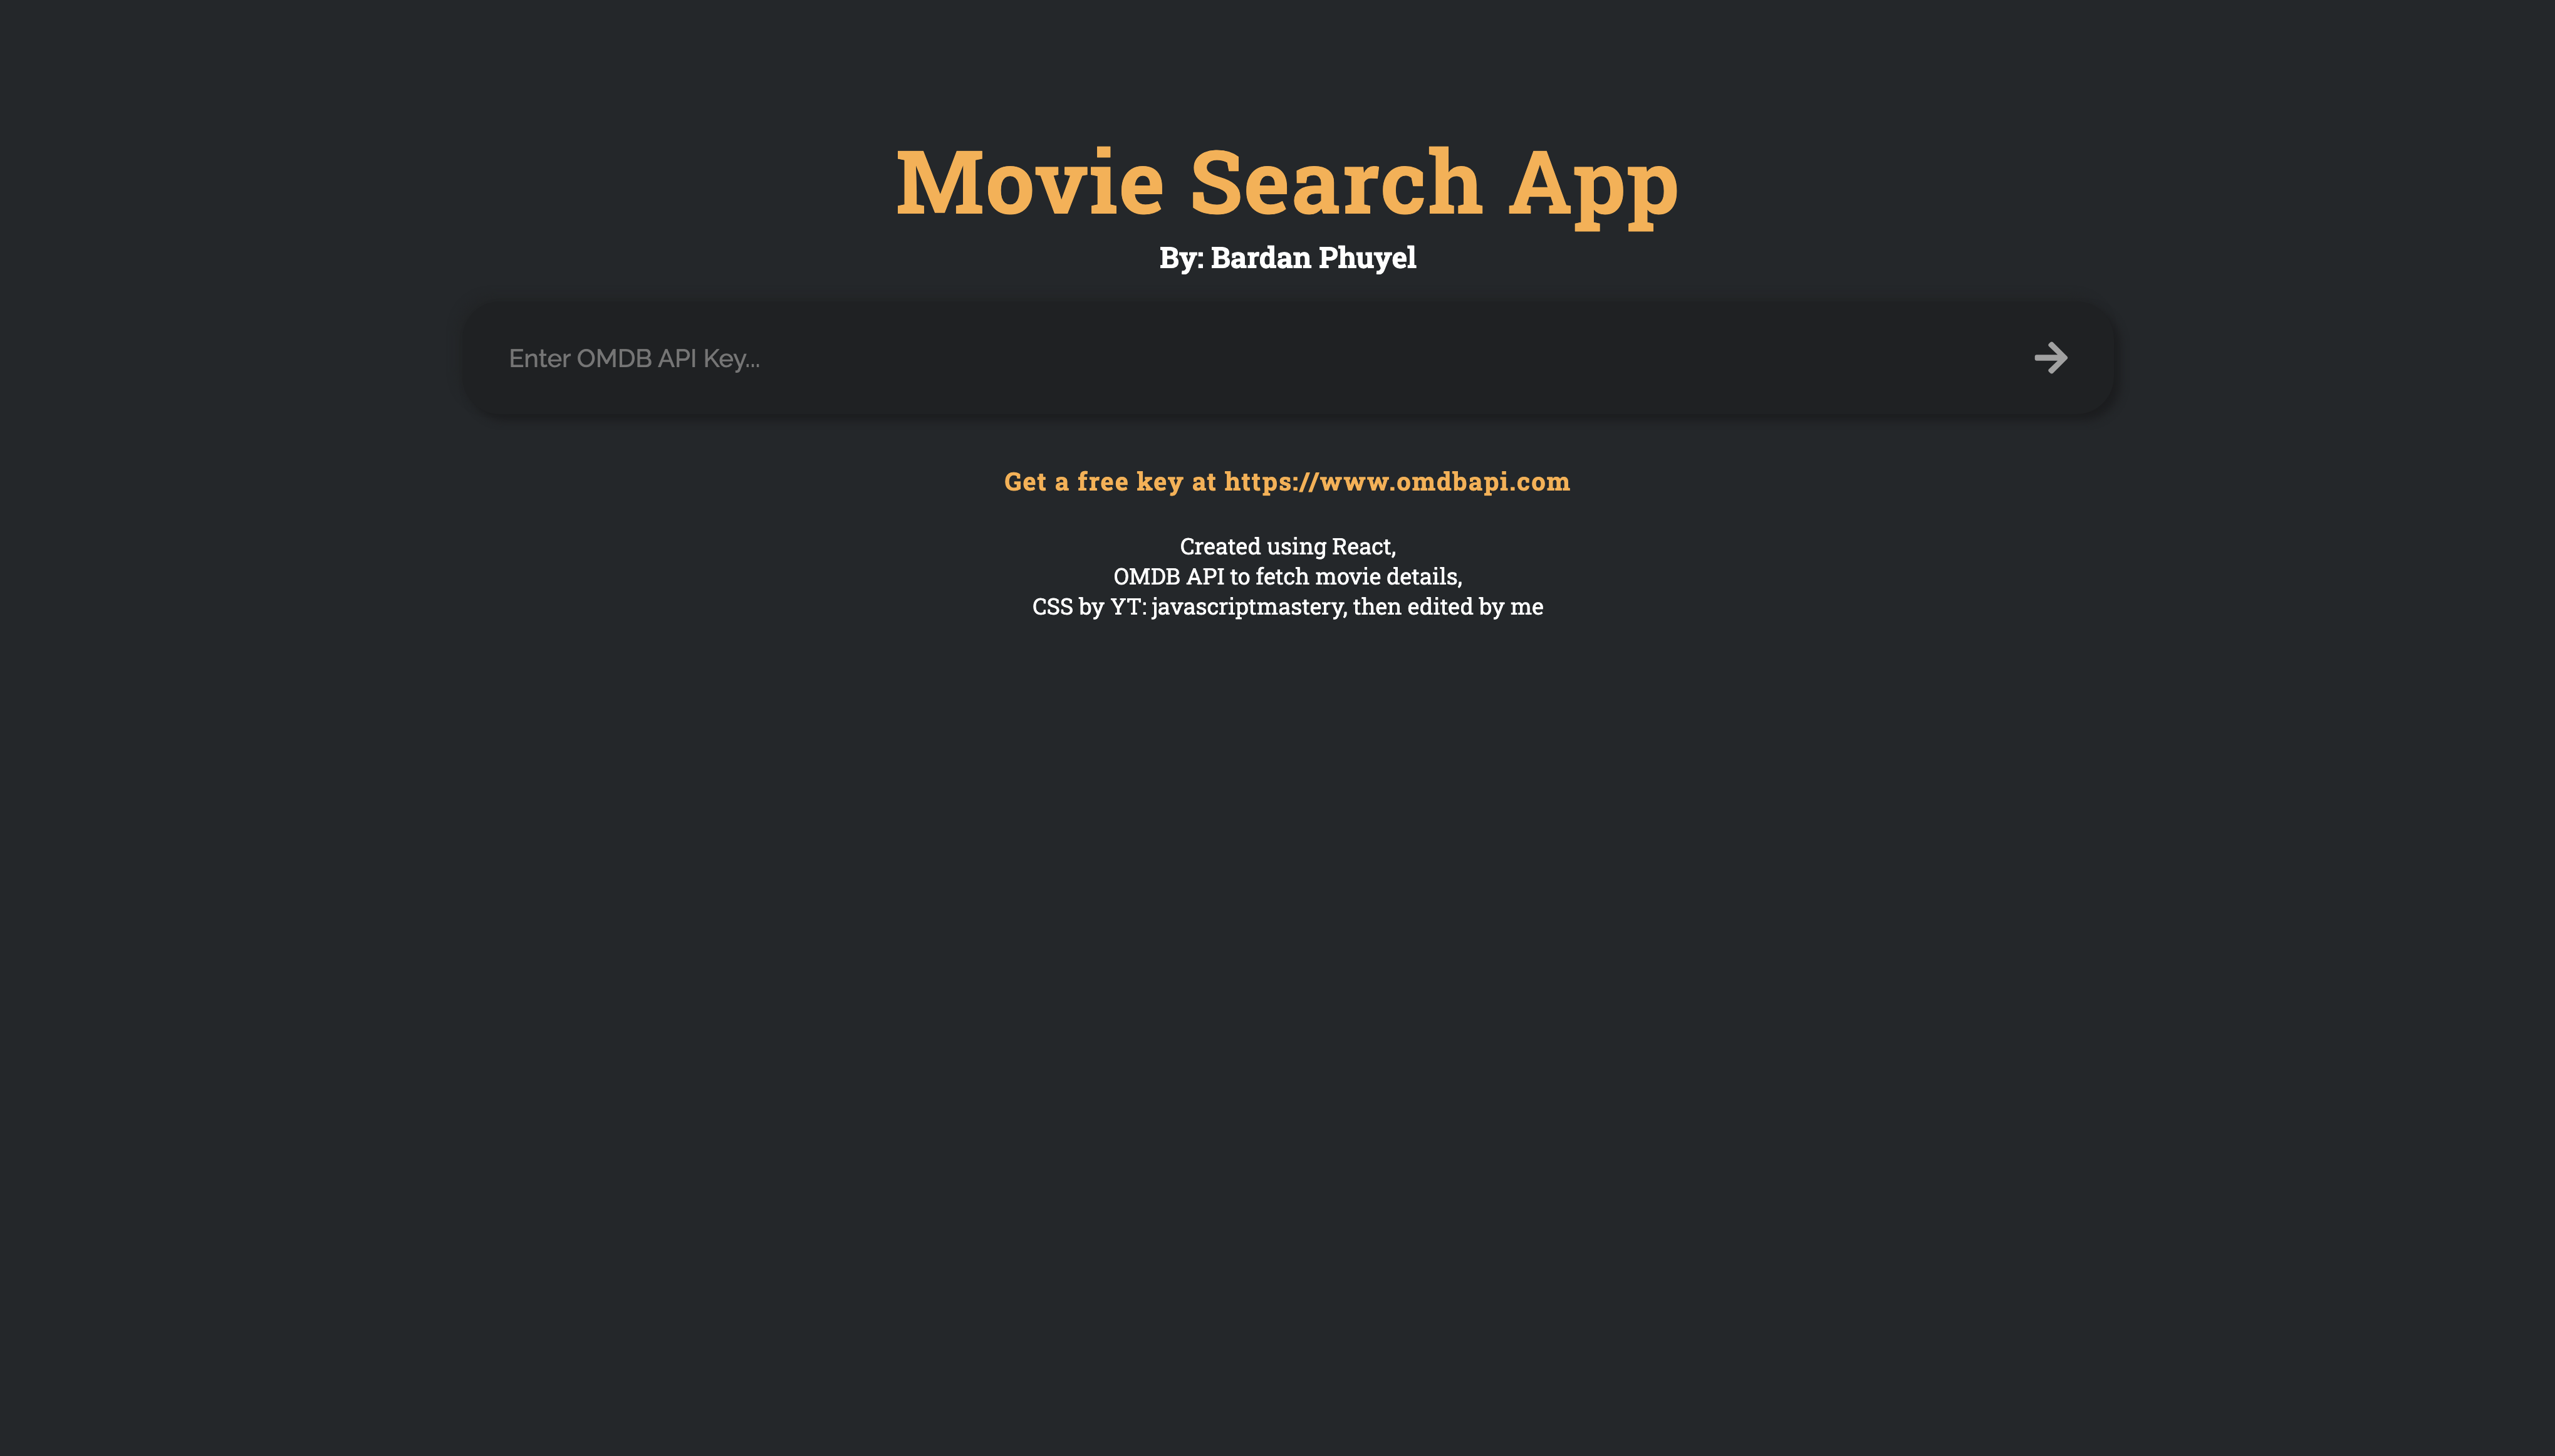 Movie Search App
By: Bardan Phuyel
Enter OMDB API Key...
Get a free key at https://www.omdbapi.com
Created using React,
OMDB API to fetch movie details,
CSS by YT: javascriptmastery, then edited by me